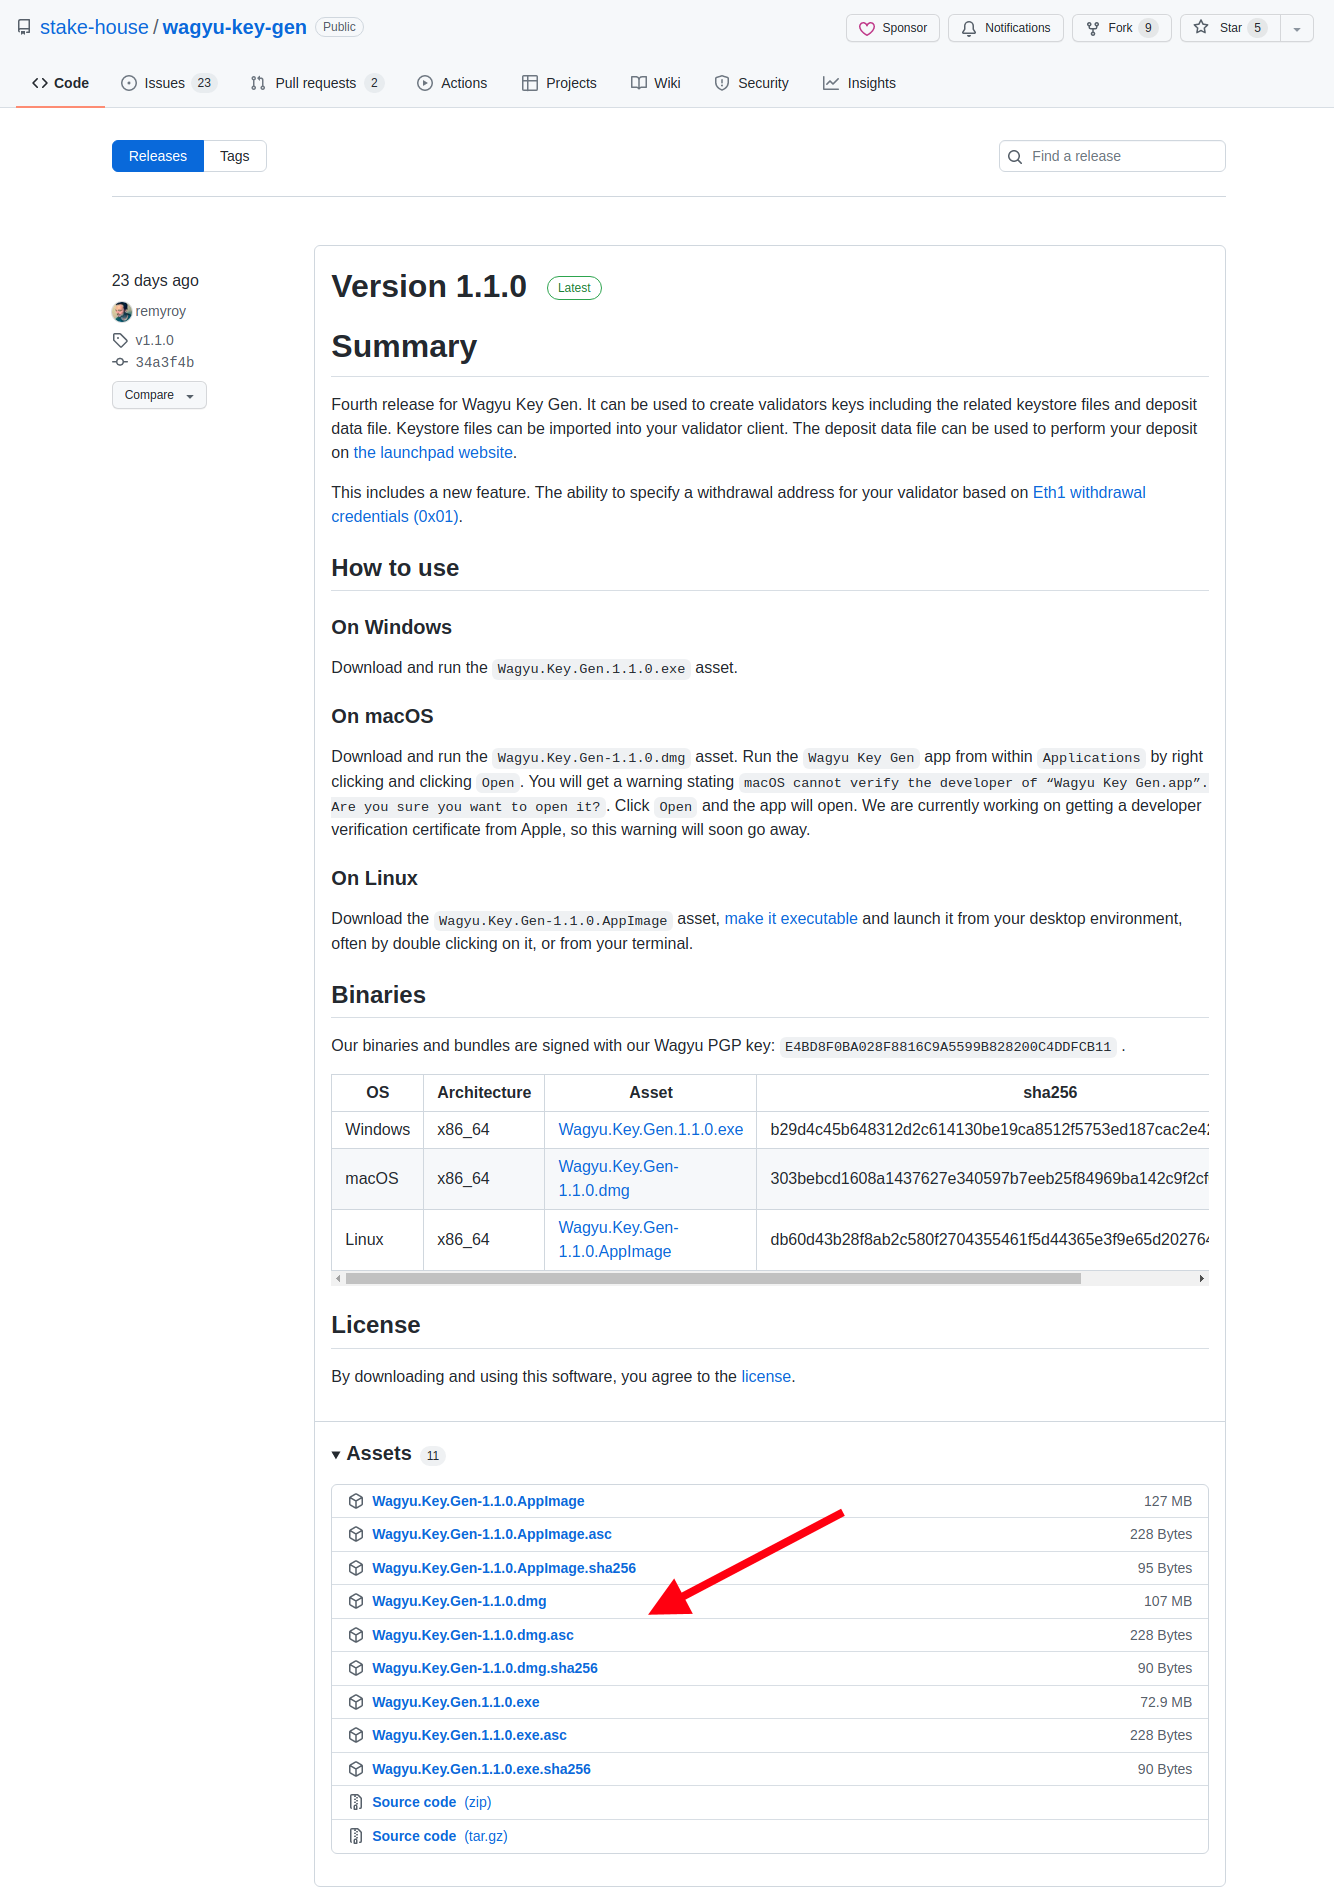 stake-house / wagyu-key-gen Public
Sponsor Notifications Fork 9 Star 5
Code Issues 23 Pull requests 2 Actions Projects Wiki Security Insights
Releases Tags Find a release
23 days ago
remyroy
v1.1.0
34a3f4b
Compare
Version 1.1.0 Latest
Summary
Fourth release for Wagyu Key Gen. It can be used to create validators keys including the related keystore files and deposit
data file. Keystore files can be imported into your validator client. The deposit data file can be used to perform your deposit
on the launchpad website.
This includes a new feature. The ability to specify a withdrawal address for your validator based on Eth1 withdrawal
credentials (0x01).
How to use
On Windows
Download and run the Wagyu.Key.Gen.1.1.0.exe asset.
On macOS
Download and run the Wagyu.Key.Gen-1.1.0.dmg asset. Run the Wagyu Key Gen app from within Applications by right
clicking and clicking Open. You will get a warning stating macOS cannot verify the developer of “Wagyu Key Gen.app”.
Are you sure you want to open it?. Click Open and the app will open. We are currently working on getting a developer
verification certificate from Apple, so this warning will soon go away.
On Linux
Download the Wagyu.Key.Gen-1.1.0.AppImage asset, make it executable and launch it from your desktop environment,
often by double clicking on it, or from your terminal.
Binaries
Our binaries and bundles are signed with our Wagyu PGP key: E4BD8F0BA028F8816C9A5599B828200C4DDFCB11 .
OS Architecture Asset sha256
Windows x86_64 Wagyu.Key.Gen.1.1.0.exe b29d4c45b648312d2c614130be19ca8512f5753ed187cac2e42
macOS x86_64 Wagyu.Key.Gen-
1.1.0.dmg 303bebcd1608a1437627e340597b7eeb25f84969ba142c9f2cf
Linux x86_64 Wagyu.Key.Gen-
1.1.0.AppImage db60d43b28f8ab2c580f2704355461f5d44365e3f9e65d202764
License
By downloading and using this software, you agree to the license.
Assets 11
Wagyu.Key.Gen-1.1.0.AppImage 127 MB
Wagyu.Key.Gen-1.1.0.AppImage.asc 228 Bytes
Wagyu.Key.Gen-1.1.0.AppImage.sha256 95 Bytes
Wagyu.Key.Gen-1.1.0.dmg 107 MB
Wagyu.Key.Gen-1.1.0.dmg.asc 228 Bytes
Wagyu.Key.Gen-1.1.0.dmg.sha256 90 Bytes
Wagyu.Key.Gen.1.1.0.exe 72.9 MB
Wagyu.Key.Gen.1.1.0.exe.asc 228 Bytes
Wagyu.Key.Gen.1.1.0.exe.sha256 90 Bytes
Source code (zip)
Source code (tar.gz)